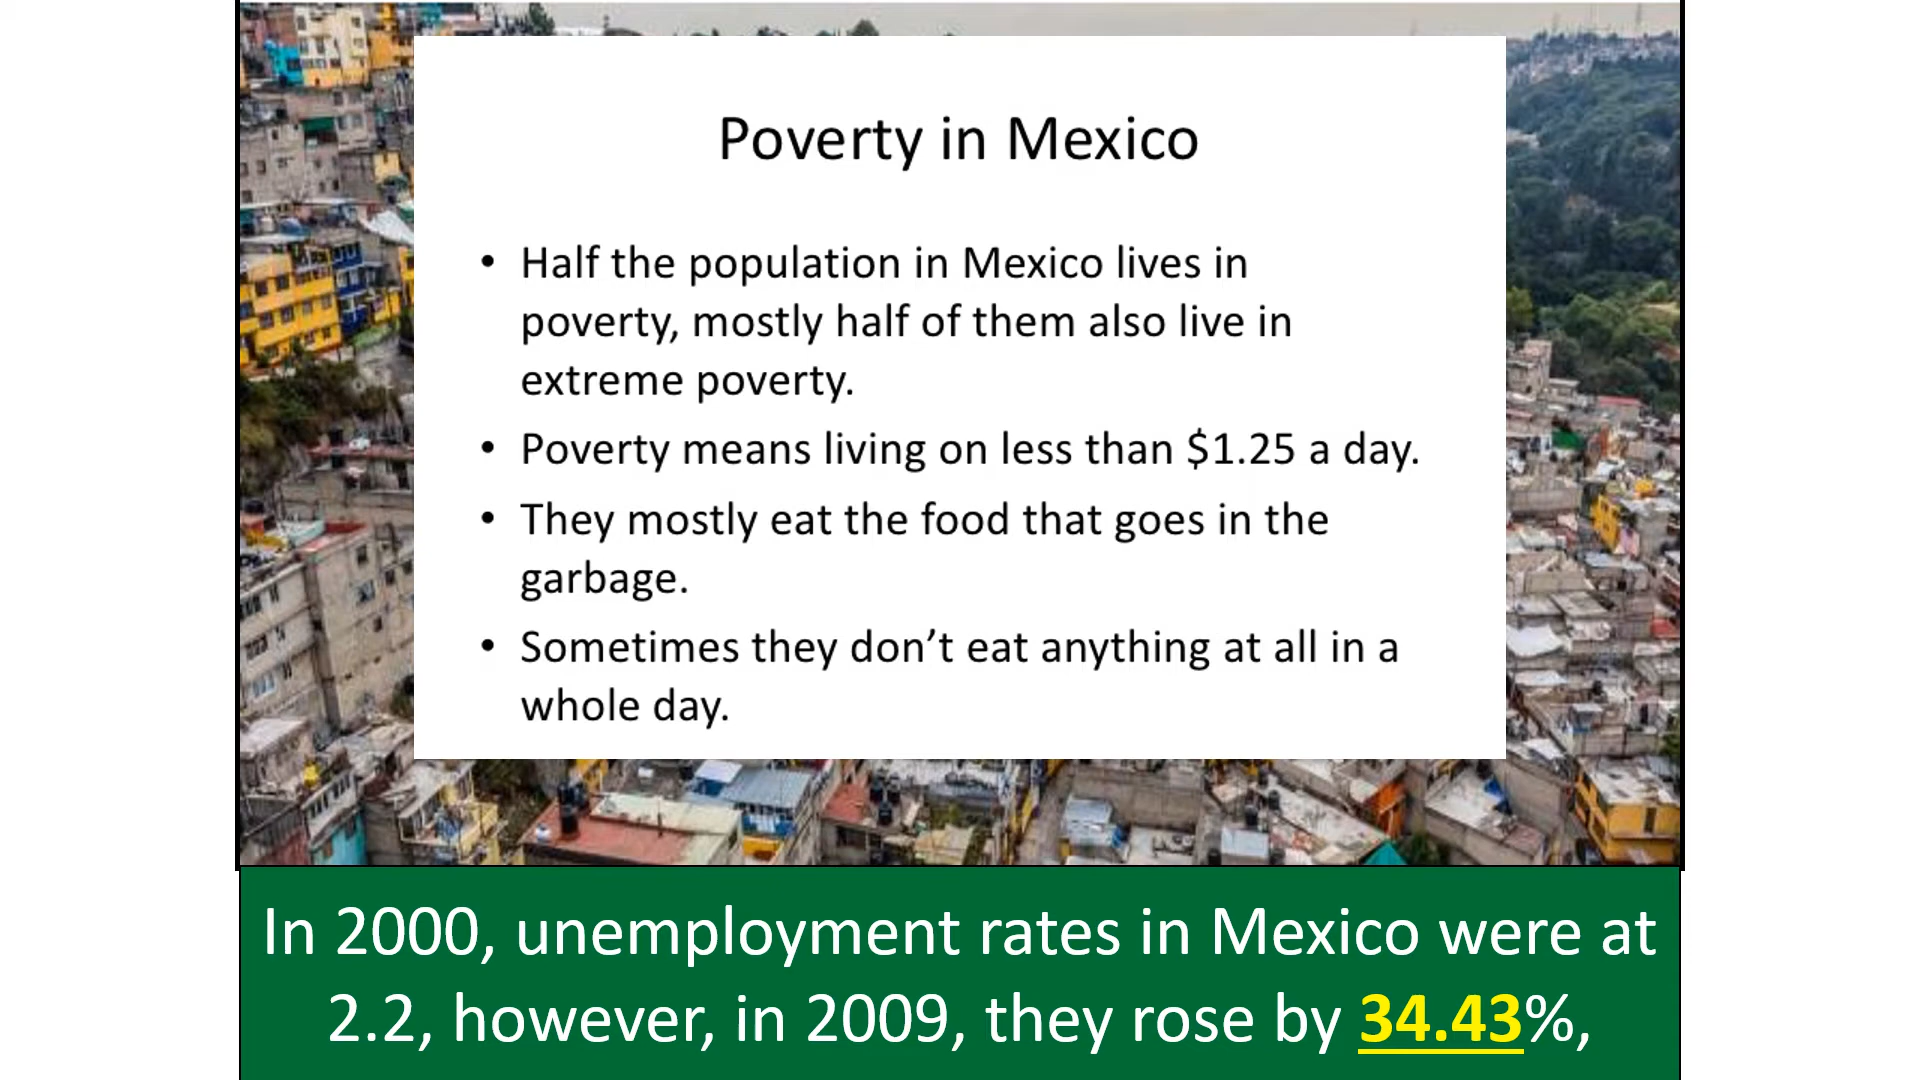 Poverty in Mexico
• Half the population in Mexico lives in
poverty, mostly half of them also live in
extreme poverty.
• Poverty means living on less than $1.25 a day.
• They mostly eat the food that goes in the
garbage.
• Sometimes they don’t eat anything at all in a
whole day.
In 2000, unemployment rates in Mexico were at
2.2, however, in 2009, they rose by 34.43%,